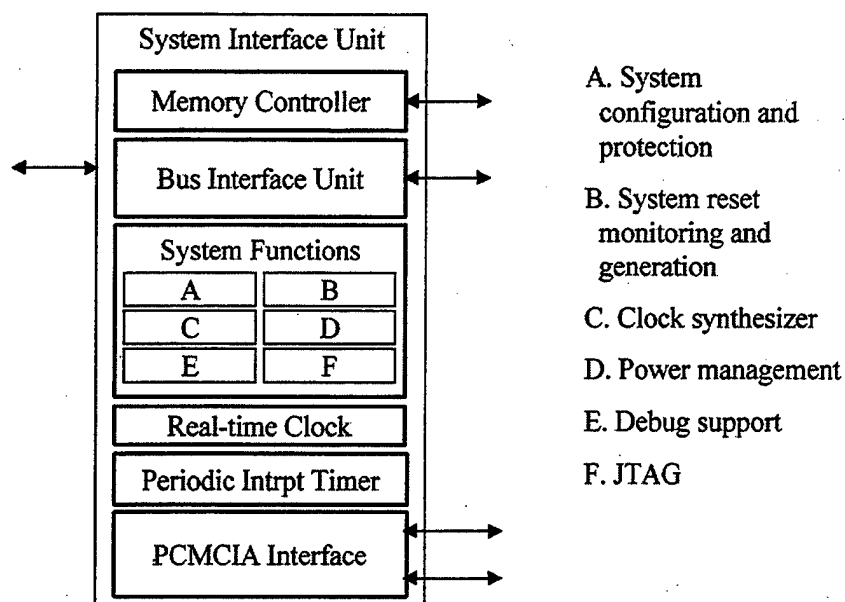 System Interface Unit
Memory Controller
Bus Interface Unit
System Functions
A B
C D
E F
Real-time Clock
Periodic Intrpt Timer
PCMCIA Interface
A. System
configuration and
protection
B. System reset
monitoring and
generation
C. Clock synthesizer
D. Power management
E. Debug support
F. JTAG